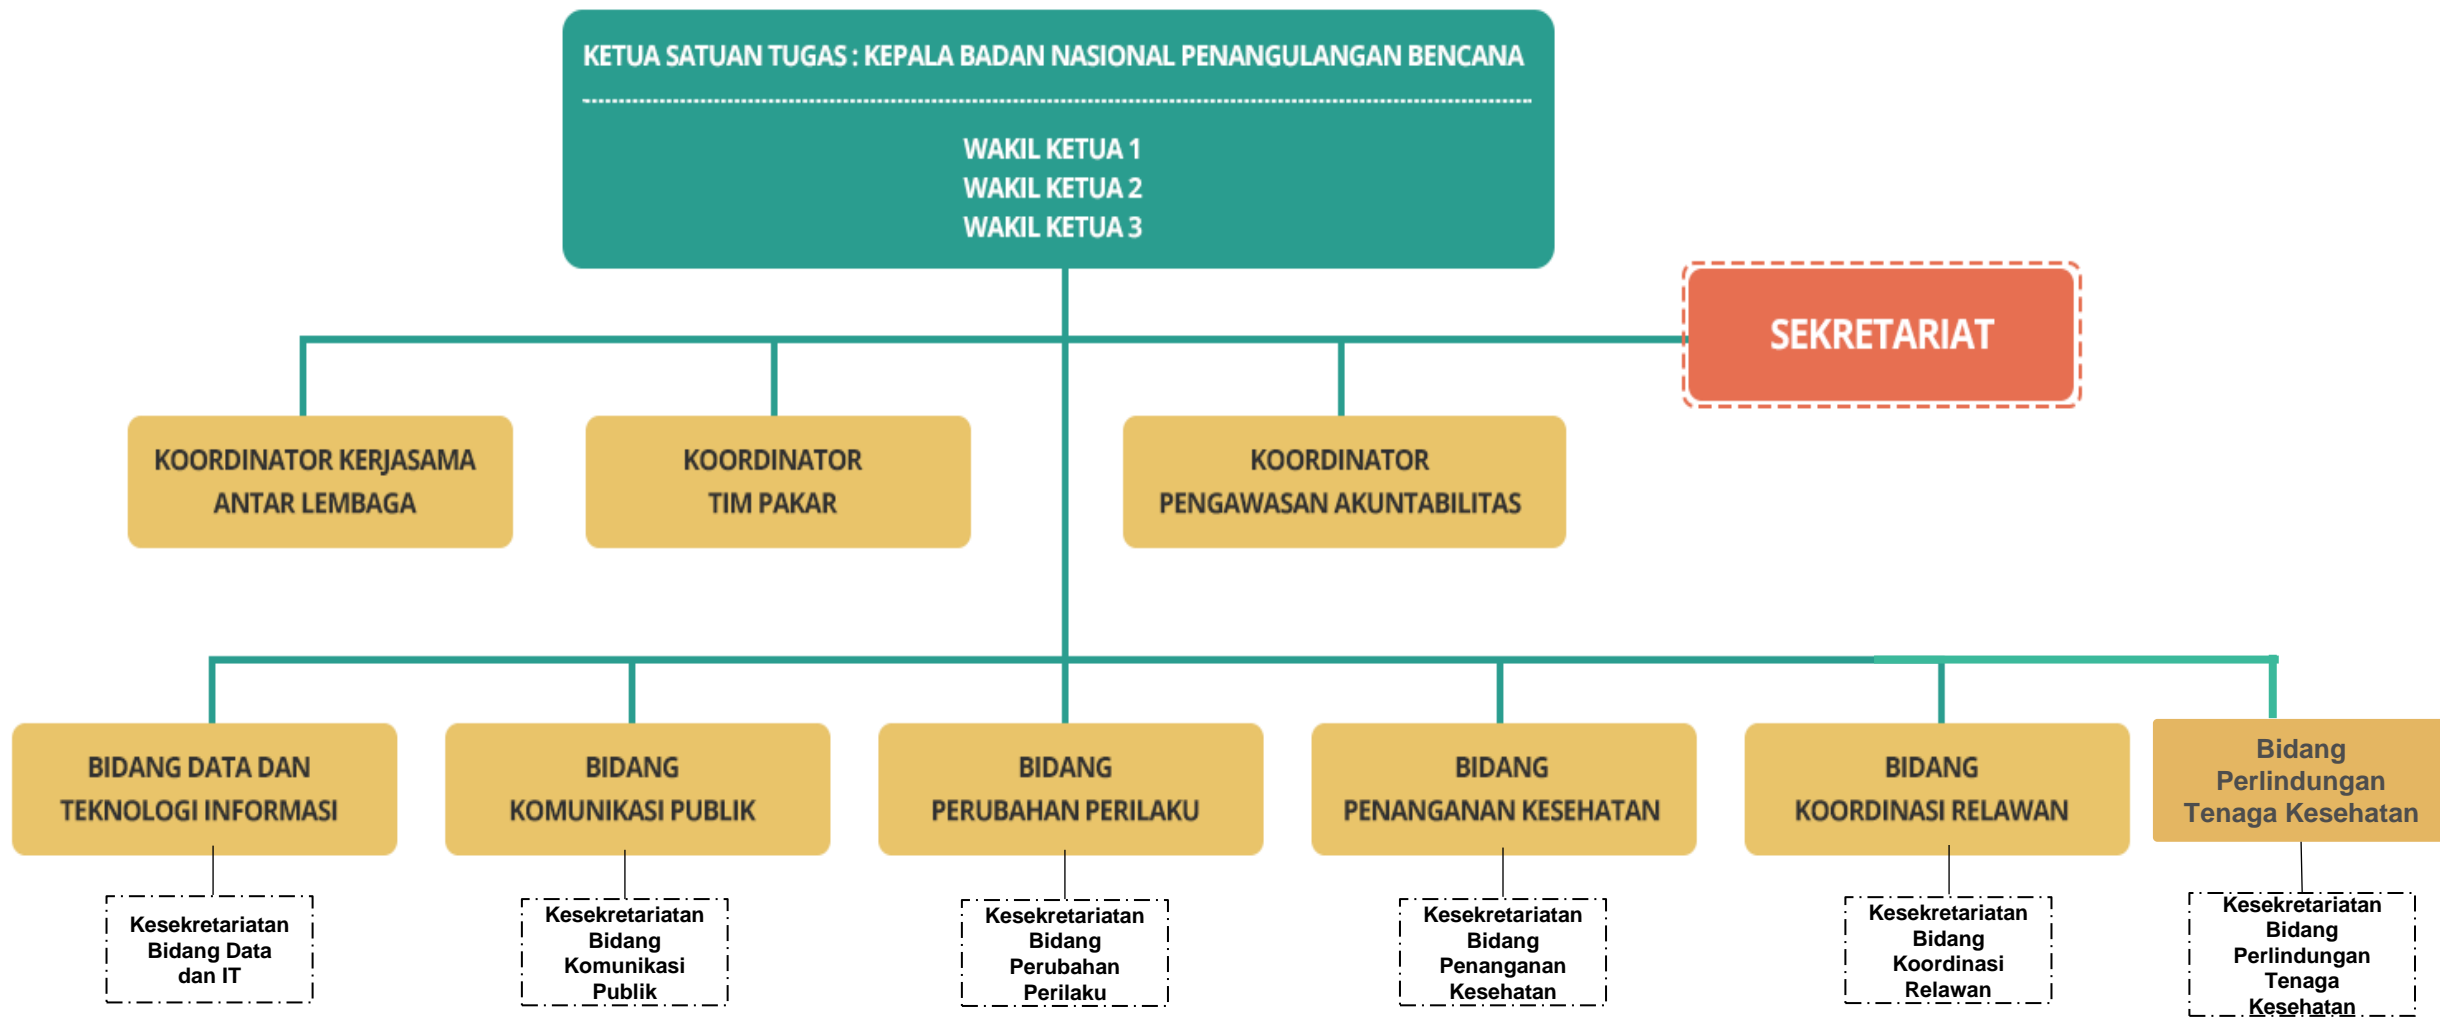 KETUA SATUAN TUGAS : KEPALA BADAN NASIONAL PENANGULANGAN BENCANA
WAKIL KETUA 1
WAKIL KETUA 2
WAKIL KETUA 3
SEKRETARIAT
KOORDINATOR KERJASAMA
ANTAR LEMBAGA
KOORDINATOR
TIM PAKAR
KOORDINATOR
PENGAWASAN AKUNTABILITAS
BIDANG DATA DAN
TEKNOLOGI INFORMASI
BIDANG
KOMUNIKASI PUBLIK
BIDANG
PERUBAHAN PERILAKU
BIDANG
PENANGANAN KESEHATAN
BIDANG
KOORDINASI RELAWAN
Bidang
Perlindungan
Tenaga Kesehatan
Kesekretariatan
Bidang Data
dan IT
Kesekretariatan
Bidang
Komunikasi
Publik
Kesekretariatan
Bidang
Perubahan
Perilaku
Kesekretariatan
Bidang
Penanganan
Kesehatan
Kesekretariatan
Bidang
Koordinasi
Relawan
Kesekretariatan
Bidang
Perlindungan
Tenaga
Kesehatan